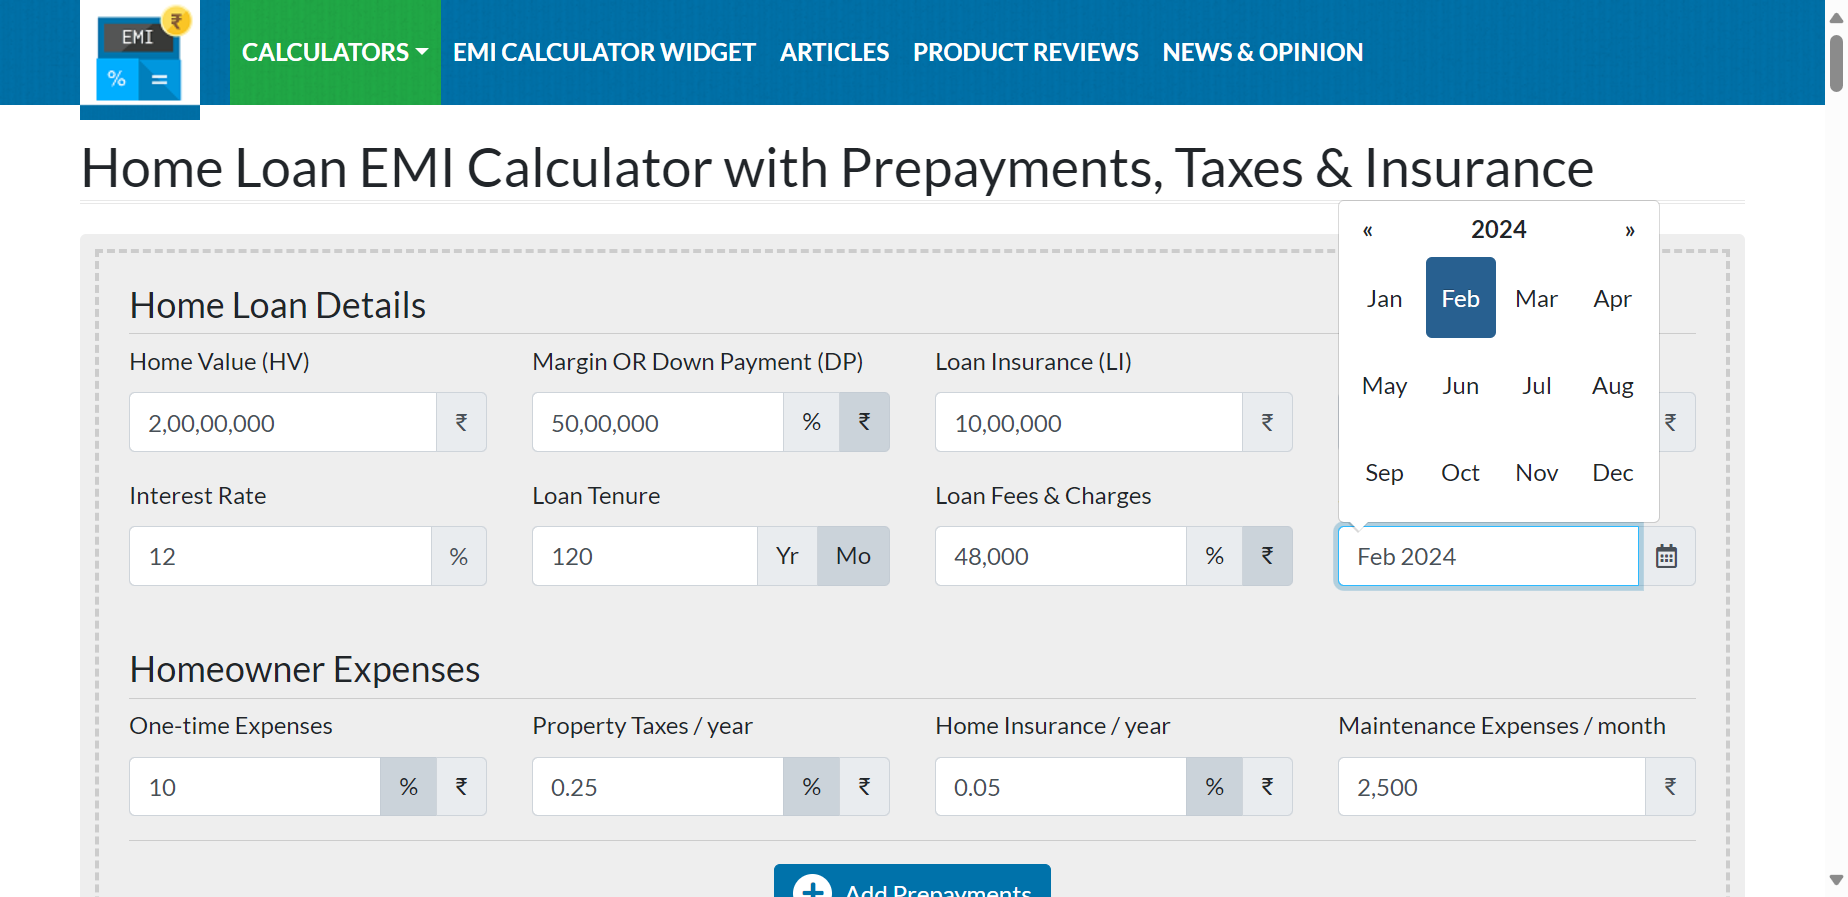 EMI ₹
% =
CALCULATORS EMI CALCULATOR WIDGET ARTICLES PRODUCT REVIEWS NEWS & OPINION
Home Loan EMI Calculator with Prepayments, Taxes & Insurance
« 2024 »
Jan Feb Mar Apr
May Jun Jul Aug
Sep Oct Nov Dec
Home Loan Details
Home Value (HV) Margin OR Down Payment (DP) Loan Insurance (LI)
2,00,00,000 ₹ 50,00,000 % ₹ 10,00,000 ₹ ₹
Interest Rate Loan Tenure Loan Fees & Charges
12 % 120 Yr Mo 48,000 % ₹ Feb 2024
Homeowner Expenses
One-time Expenses Property Taxes / year Home Insurance / year Maintenance Expenses / month
10 % ₹ 0.25 % ₹ 0.05 % ₹ 2,500 ₹
Add Prepayments